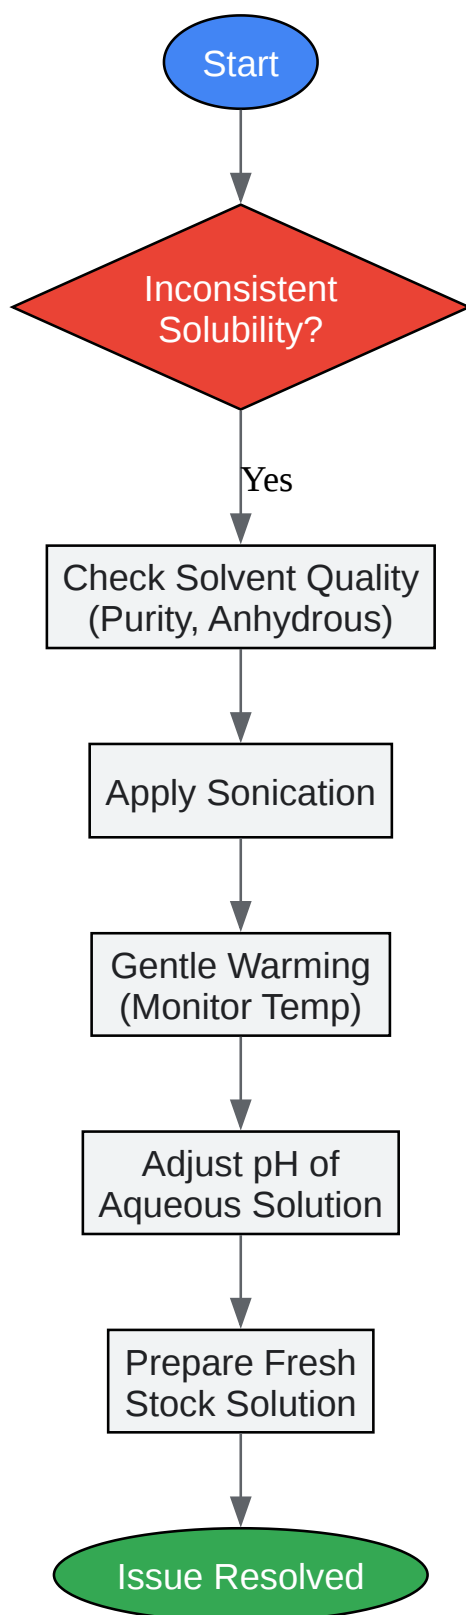 Start
Inconsistent
Solubility?
Yes
Check Solvent Quality
(Purity, Anhydrous)
Apply Sonication
Gentle Warming
(Monitor Temp)
Adjust pH of
Aqueous Solution
Prepare Fresh
Stock Solution
Issue Resolved